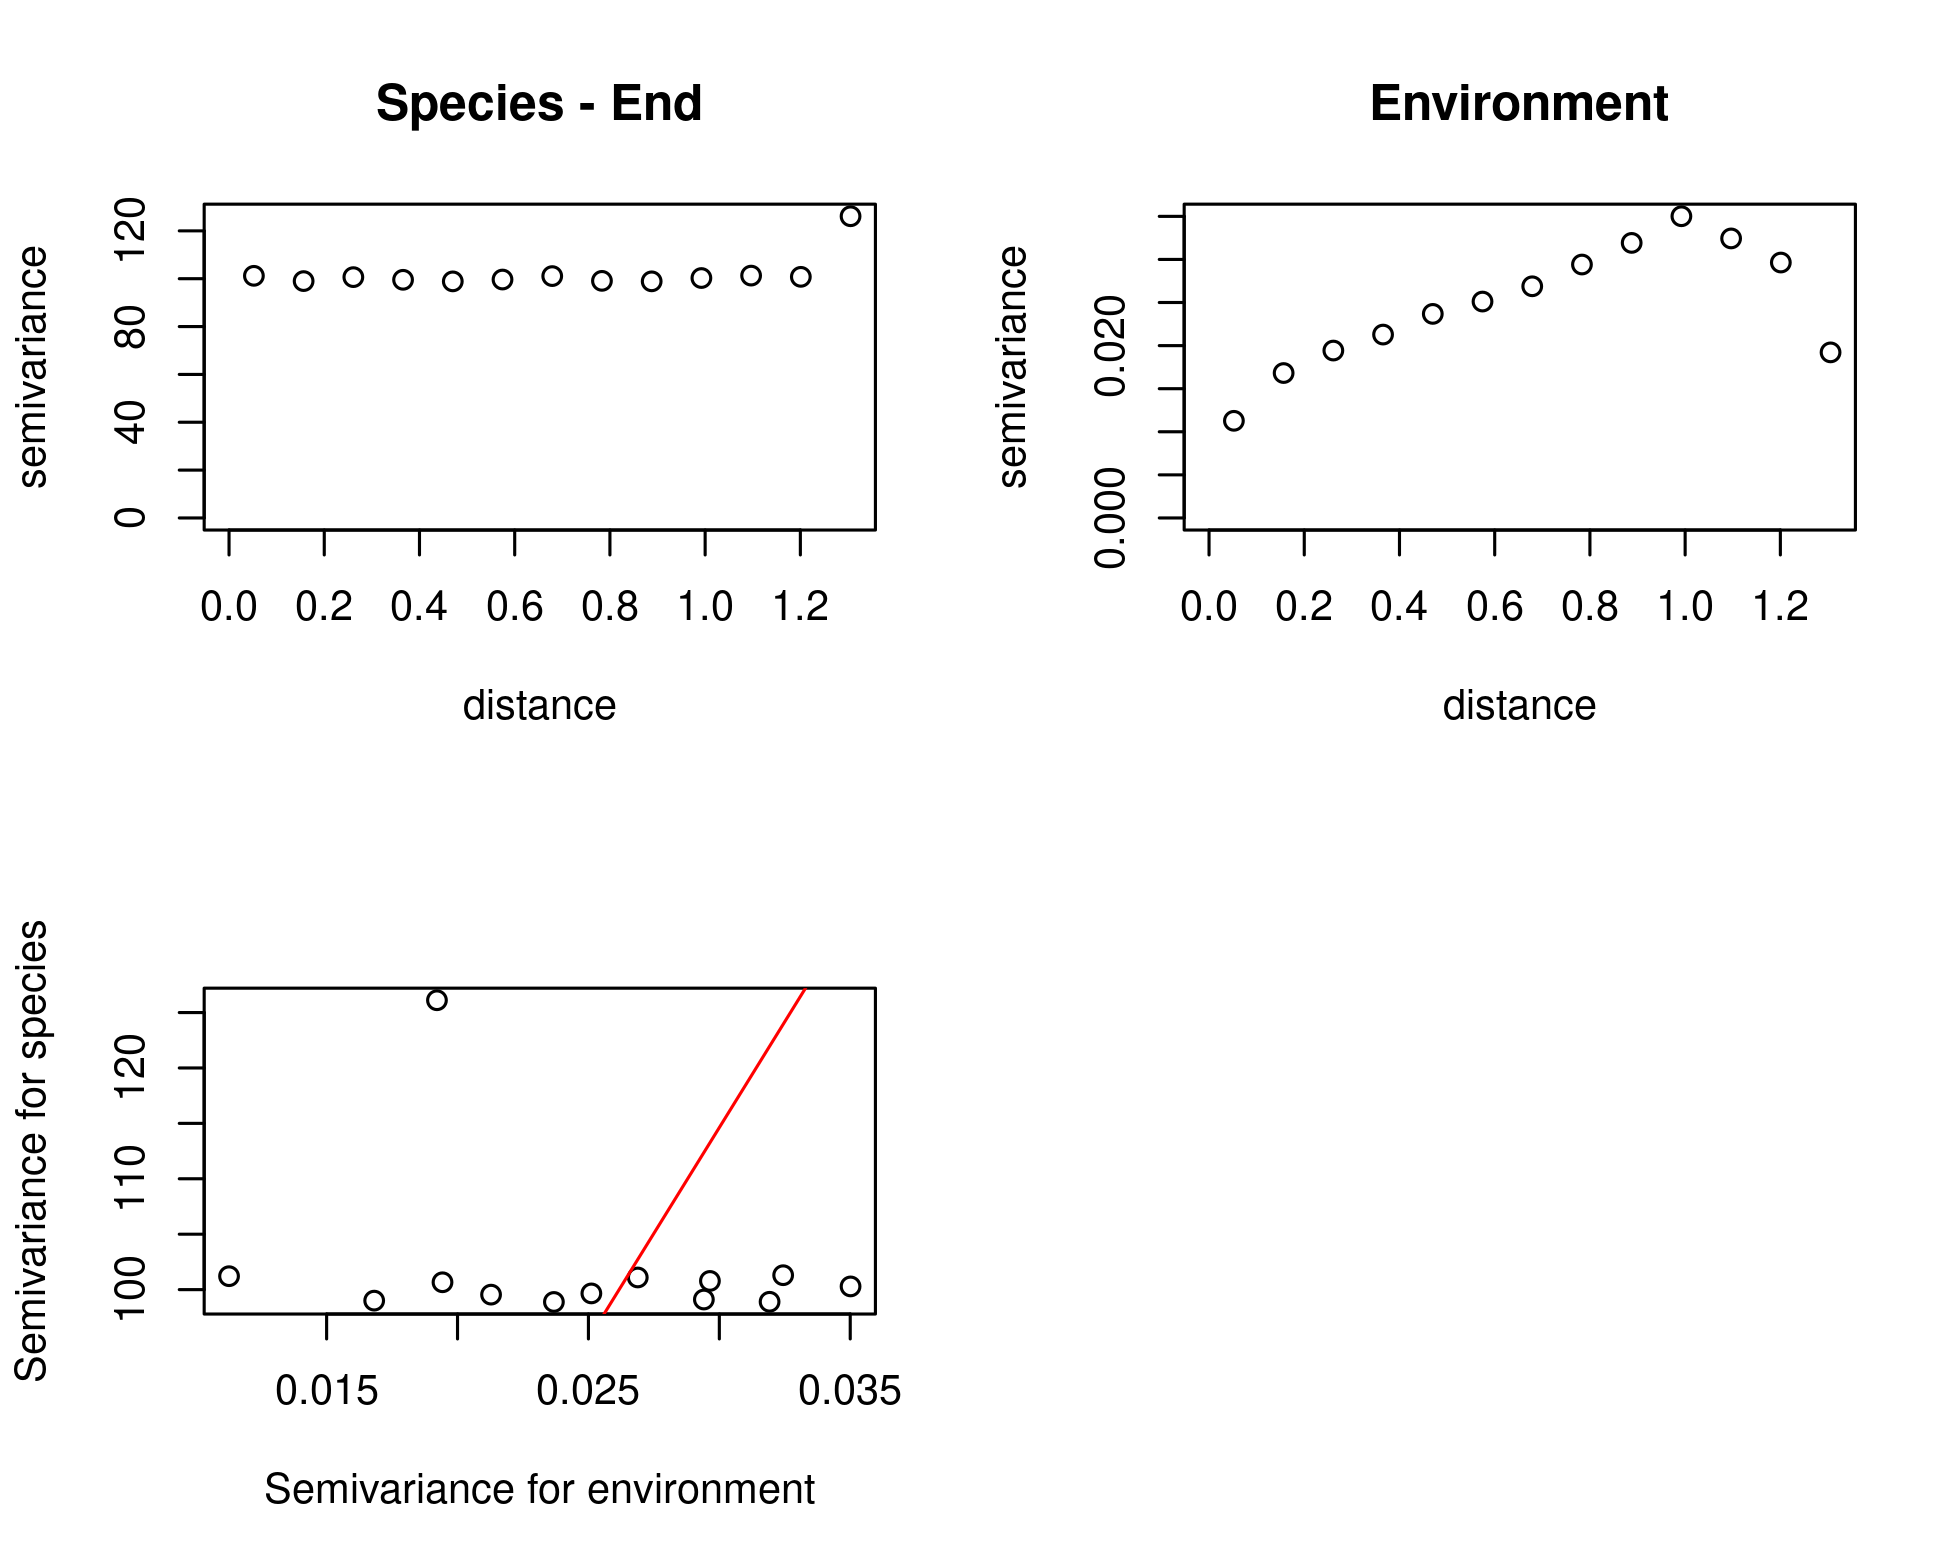 Species - End
semivariance
0 40 80 120
0.0 0.2 0.4 0.6 0.8 1.0 1.2
distance
Environment
semivariance
0.000 0.020
0.0 0.2 0.4 0.6 0.8 1.0 1.2
distance
Semivariance for species
100 110 120
0.015 0.025 0.035
Semivariance for environment